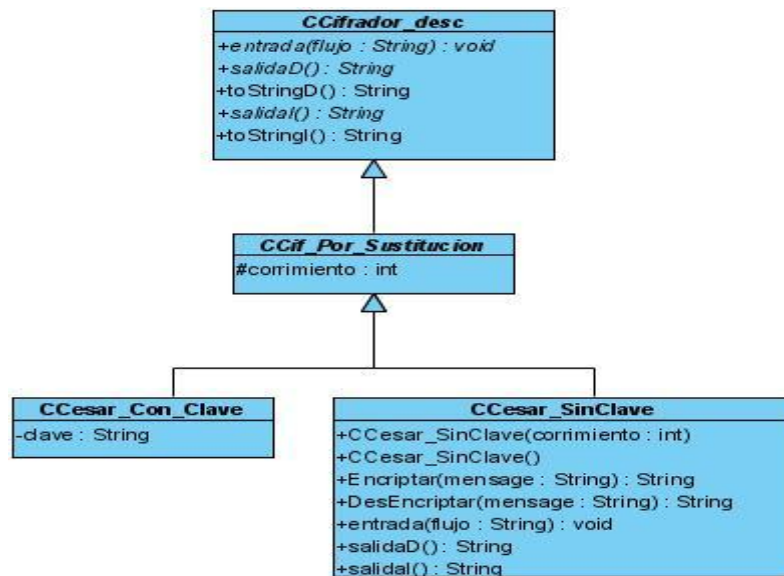 CCifrador_desc
+entrada(flujo : String) : void
+salidaD() : String
+toStringD() : String
+salidaI() : String
+toStringI() : String
CCif_Por_Sustitucion
#corrimiento : int
CCesar_Con_Clave
-clave : String
CCesar_SinClave
+CCesar_SinClave(corrimiento : int)
+CCesar_SinClave()
+Encriptar(mensage : String) : String
+DesEncriptar(mensage : String) : String
+entrada(flujo : String) : void
+salidaD() : String
+salidaI() : String